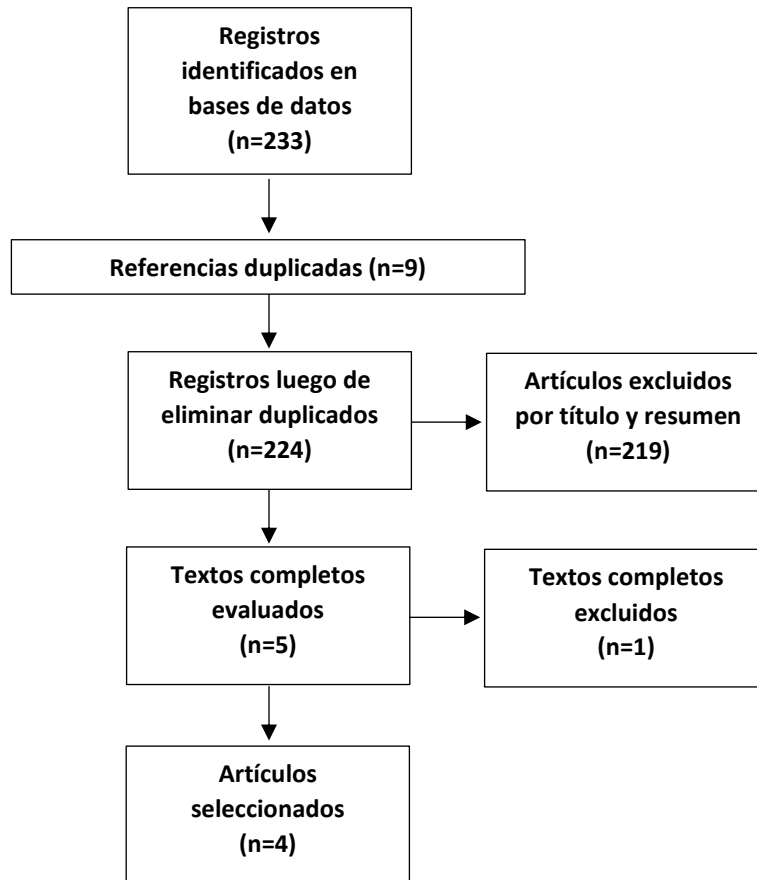 Registros
identificados en
bases de datos
(n=233)
Referencias duplicadas (n=9)
Registros luego de
eliminar duplicados
(n=224)
Artículos excluidos
por título y resumen
(n=219)
Textos completos
evaluados
(n=5)
Textos completos
excluidos
(n=1)
Artículos
seleccionados
(n=4)